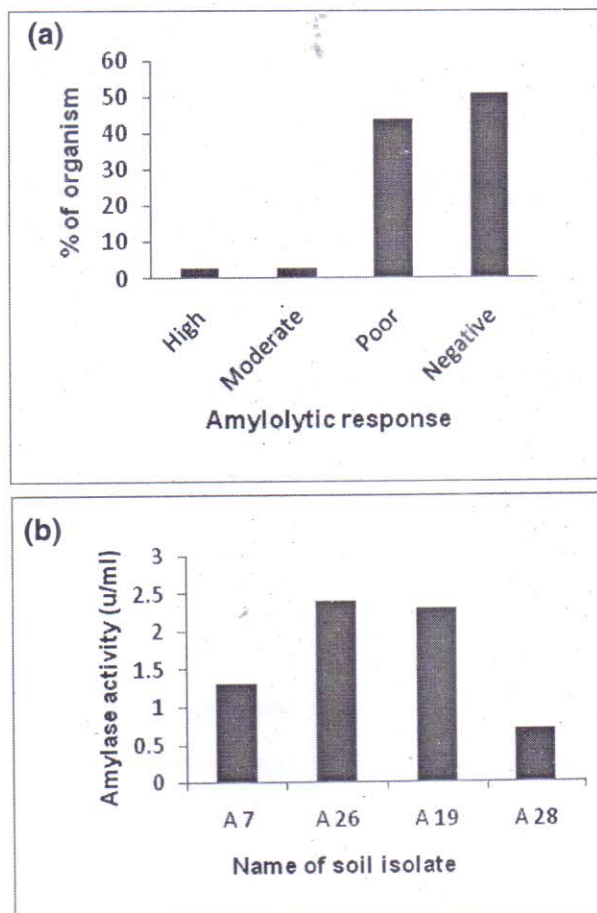 (a)
60
50
40
30
20
10
0
% of organism
High
Moderate
Poor
Negative
Amylolytic response
(b)
3
2.5
2
1.5
1
0.5
0
Amylase activity (u/ml)
A 7
A 26
A 19
A 28
Name of soil isolate